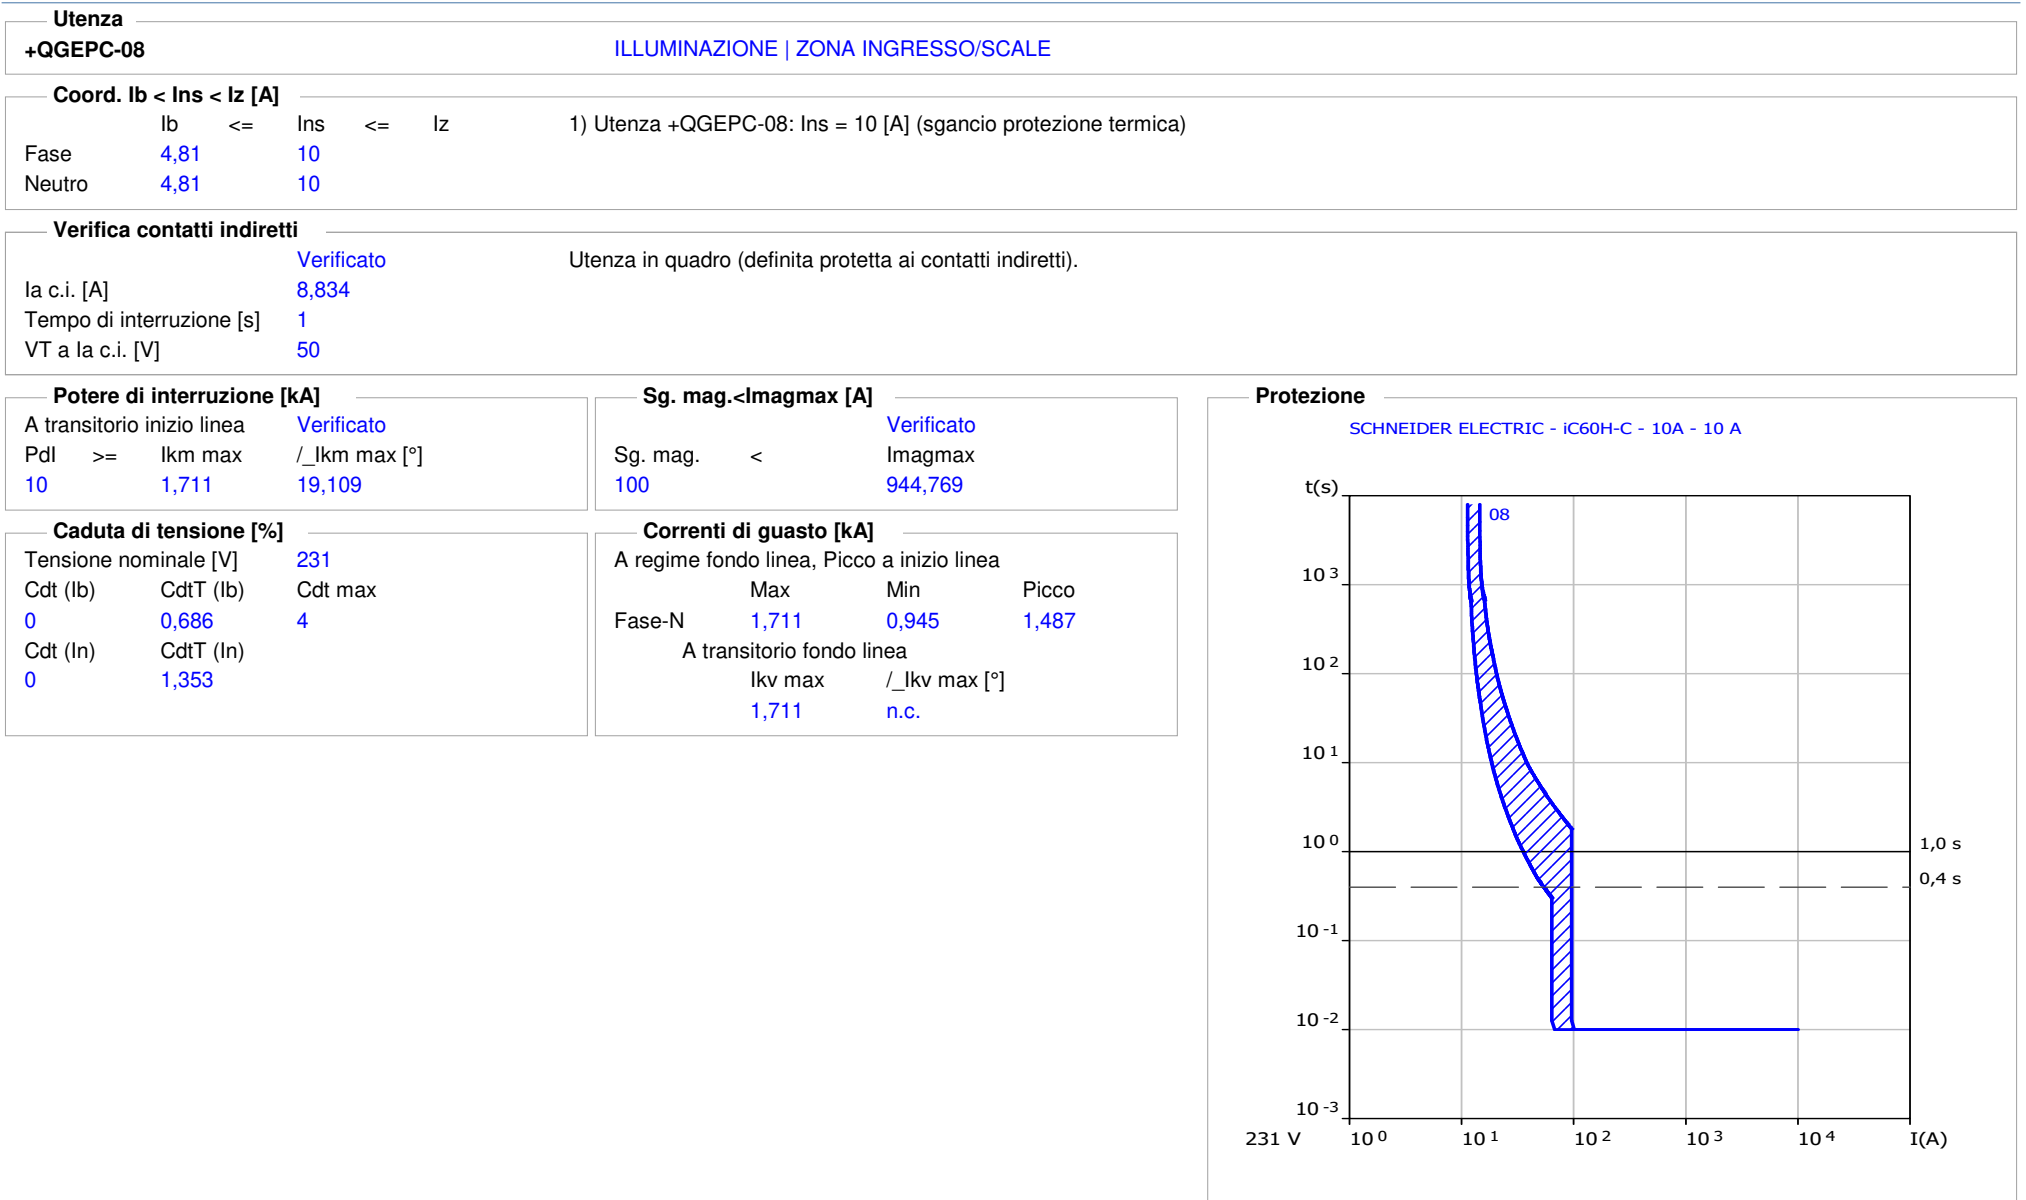 Utenza
+QGEPC-08 ILLUMINAZIONE | ZONA INGRESSO/SCALE
Coord. Ib < Ins < Iz [A]
Ib <= Ins <= Iz 1) Utenza +QGEPC-08: Ins = 10 [A] (sgancio protezione termica)
Fase 4,81 10
Neutro 4,81 10
Verifica contatti indiretti
Verificato Utenza in quadro (definita protetta ai contatti indiretti).
Ia c.i. [A] 8,834
Tempo di interruzione [s] 1
VT a Ia c.i. [V] 50
Potere di interruzione [kA]
A transitorio inizio linea Verificato
PdI >= Ikm max /_Ikm max [°]
10 1,711 19,109
Sg. mag.<Imagmax [A]
Verificato
Sg. mag. < Imagmax
100 944,769
Caduta di tensione [%]
Tensione nominale [V] 231
Cdt (Ib) CdtT (Ib) Cdt max
0 0,686 4
Cdt (In) CdtT (In)
0 1,353
Correnti di guasto [kA]
A regime fondo linea, Picco a inizio linea
Max Min Picco
Fase-N 1,711 0,945 1,487
A transitorio fondo linea
Ikv max /_Ikv max [°]
1,711 n.c.
Protezione
SCHNEIDER ELECTRIC - iC60H-C - 10A - 10 A
t(s)
08
10 3
10 2
10 1
10 0 1,0 s
0,4 s
10 -1
10 -2
10 -3
231 V 10 0 10 1 10 2 10 3 10 4 I(A)